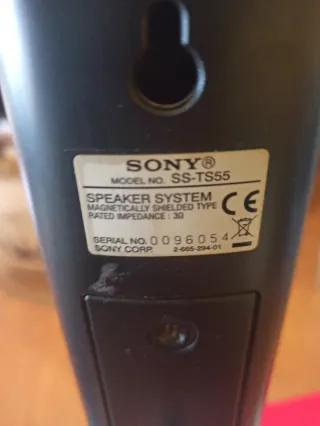 SONY®
MODEL NO. SS-TS55
SPEAKER SYSTEM
MAGNETICALLY SHIELDED TYPE
RATED IMPEDANCE : 3Ω
CE
SERIAL NO. 0096054
SONY CORP. 2-665-294-01